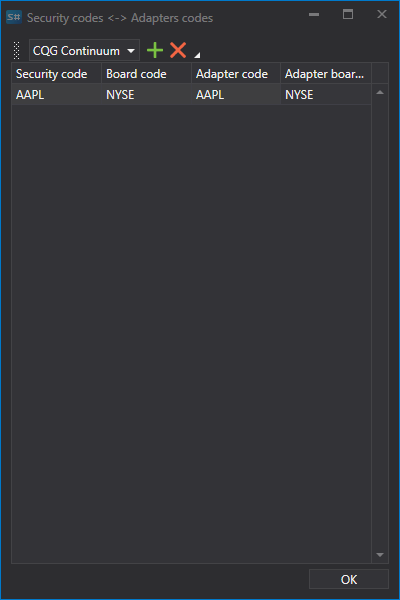 S# Security codes <-> Adapters codes
CQG Continuum
Security code Board code Adapter code Adapter boar...
AAPL NYSE AAPL NYSE
OK